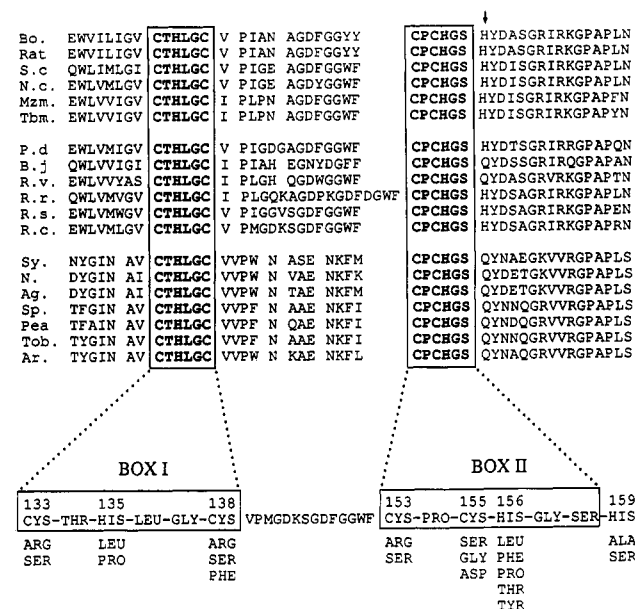 Bo. EWVILIGV CTHLGC V PIAN AGDFGGYY CPCHGS HYDASGRIRKGPAPLN
Rat EWVILIGV CTHLGC V PIAN AGDFGGYY CPCHGS HYDASGRIRKGPAPLN
S.c QWLIMLGI CTHLGC V PIGE AGDFGGWF CPCHGS HYDISGRIRKGPAPLN
N.c. EWLVMLGV CTHLGC V PIGE AGDYGGWF CPCHGS HYDISGRIRKGPAPLN
Mzm. EWLVVIGV CTHLGC I PLPN AGDFGGWF CPCHGS HYDISGRIRKGPAPFN
Tbm. EWLVVIGV CTHLGC I PLPN AGDFGGWF CPCHGS HYDISGRIRKGPAPYN
P.d EWLVMIGV CTHLGC V PIGDGAGDFGGWF CPCHGS HYDTSGRIRRGPAPQN
B.j QWLVVIGI CTHLGC I PIAH EGNYDGFF CPCHGS QYDSSGRIRQGPAPAN
R.v. EWLVVYAS CTHLGC I PLGH QGDWGGWF CPCHGS QYDASGRVRKGPAPTN
R.r. QWLVMVGV CTHLGC I PLGQKAGDPKGDFDGWF CPCHGS HYDSAGRIRKGPAPLN
R.s. EWLVMWGV CTHLGC V PIGGVSGDFGGWF CPCHGS HYDSAGRIRKGPAPEN
R.c. EWLVMLGV CTHLGC V PMGDKSGDFGGWF CPCHGS HYDSAGRIRKGPAPRN
Sy. NYGIN AV CTHLGC VVPW N ASE NKFM CPCHGS QYNAEGKVVRGPAPLS
N. DYGIN AI CTHLGC VVPW N VAE NKFK CPCHGS QYDETGKVVRGPAPLS
Ag. DYGIN AI CTHLGC VVPW N TAE NKFM CPCHGS QYDETGKVVRGPAPLS
Sp. TFGIN AV CTHLGC VVPF N AAE NKFI CPCHGS QYNNQGRVVRGPAPLS
Pea TFAIN AV CTHLGC VVPF N QAE NKFI CPCHGS QYNDQGRVVRGPAPLS
Tob. TYGIN AV CTHLGC VVPF N AAE NKFI CPCHGS QYNNQGRVVRGPAPLS
Ar. TYGIN AV CTHLGC VVPW N KAE NKFL CPCHGS QYNAQGRVVRGPAPLS
BOX I BOX II
133 135 138 153 155 156 159
CYS-THR-HIS-LEU-GLY-CYS VPMGDKSGDFGGWF CYS-PRO-CYS-HIS-GLY-SER-HIS
ARG LEU ARG ARG SER LEU ALA
SER PRO SER SER GLY PHE SER
PHE ASP PRO
THR
TYR